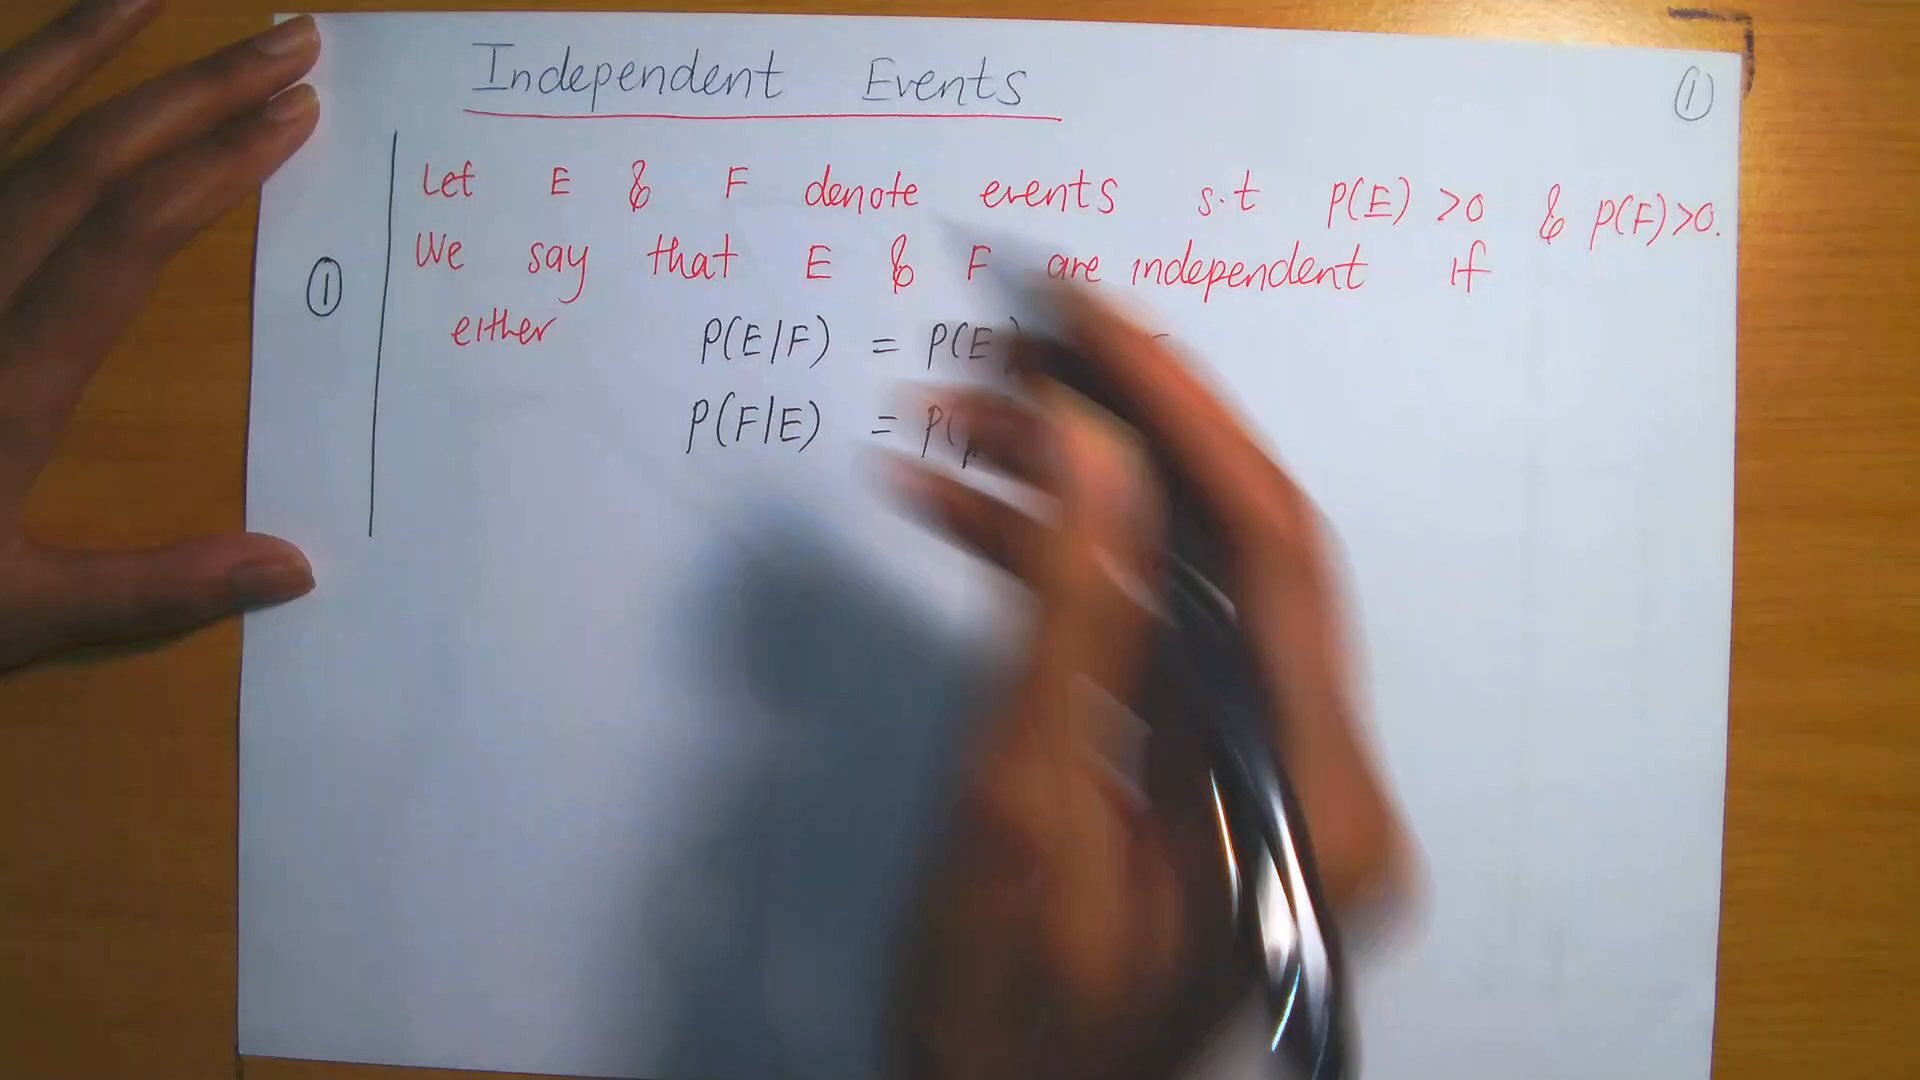 Independent Events
①
Let E & F denote events s.t P(E) >0 & P(F)>0.
We say that E & F are independent if
①
either P(E/F) = P(E)
P(F/E) = P(